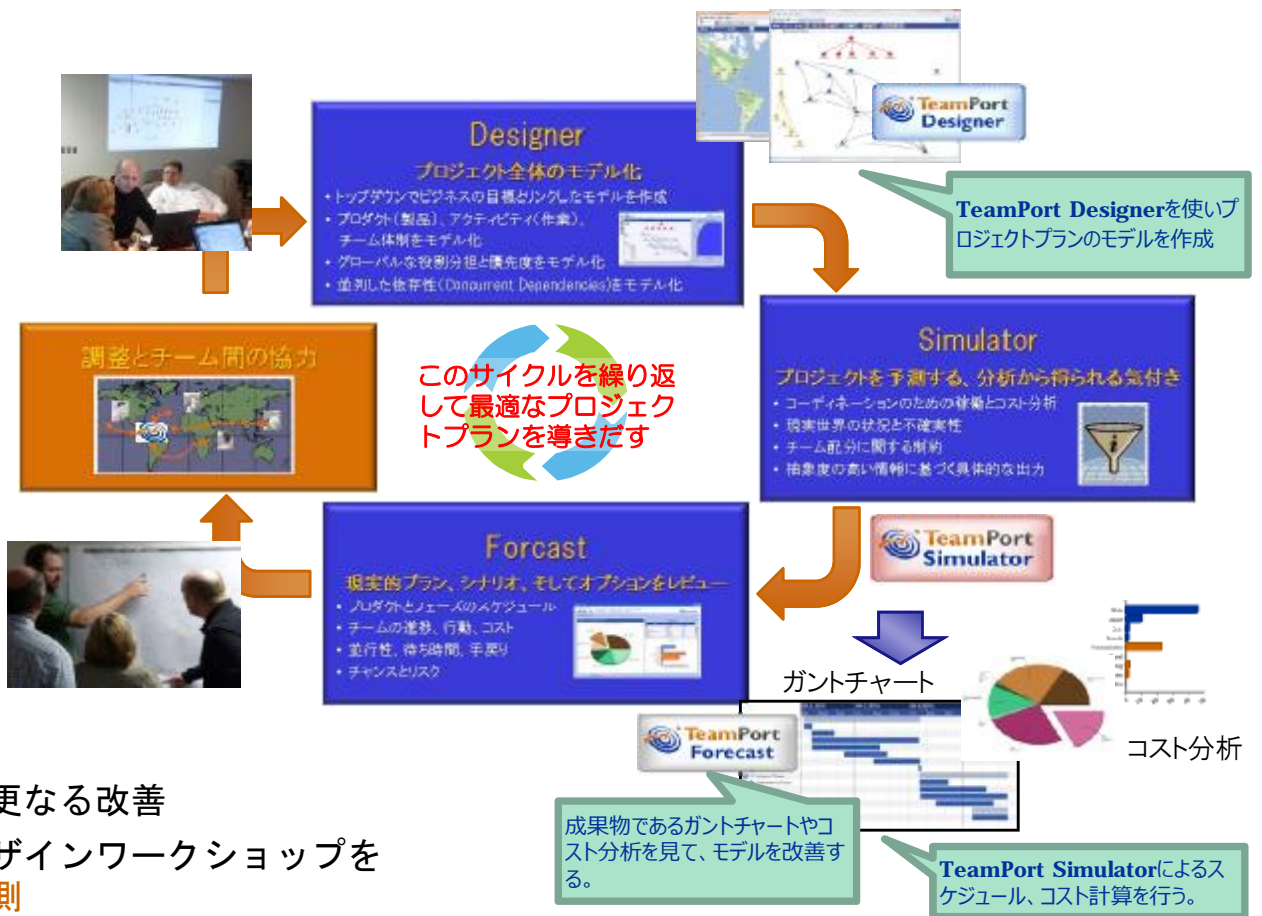 TeamPort
Designer
Designer
プロジェクト全体のモデル化
• トップダウンでビジネスの目標とリンクしたモデルを作成
• プロダクト(製品)、アクティビティ(作業)、
チーム体制をモデル化
• グローバルな役割分担と優先度をモデル化
• 並列した依存性(Concurrent Dependencies)をモデル化
TeamPort Designerを使いプ
ロジェクトプランのモデルを作成
調整とチーム間の協力
このサイクルを繰り返
して最適なプロジェク
トプランを導きだす
Simulator
プロジェクトを予測する、分析から得られる気付き
• コーディネーションのための稼働とコスト分析
• 現実世界の状況と不確実性
• チーム配分に関する制約
• 抽象度の高い情報に基づく具体的な出力
TeamPort
Simulator
Forcast
現実的プラン、シナリオ、そしてオプションをレビュー
• プロダクトとフェーズのスケジュール
• チームの進捗、行動、コスト
• 並行性、待ち時間、手戻り
• チャンスとリスク
ガントチャート
TeamPort
Forecast
コスト分析
更なる改善
ザインワークショップを
則
成果物であるガントチャートやコ
スト分析を見て、モデルを改善す
る。
TeamPort Simulatorによるス
ケジュール、コスト計算を行う。